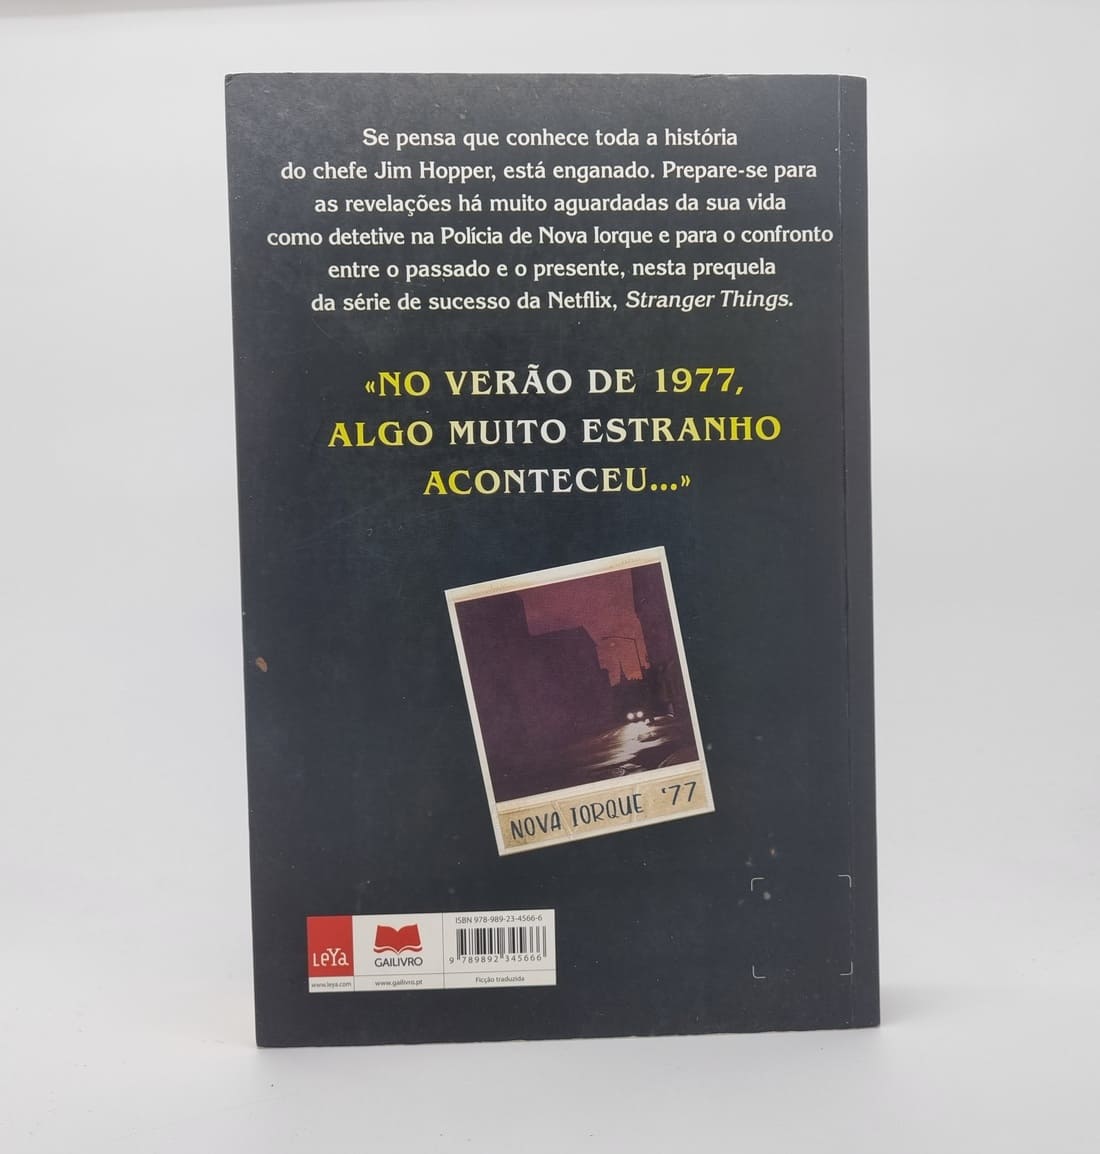 Se pensa que conhece toda a história
do chefe Jim Hopper, está enganado. Prepare-se para
as revelações há muito aguardadas da sua vida
como detetive na Polícia de Nova Iorque e para o confronto
entre o passado e o presente, nesta prequela
da série de sucesso da Netflix, Stranger Things.
«NO VERÃO DE 1977,
ALGO MUITO ESTRANHO
ACONTECEU...»
NOVA IORQUE '77
ISBN 978-989-23-4566-6
9 789892 345666
LEYa
GAILIVRO
www.leya.com
www.gailivro.pt
Ficção traduzida